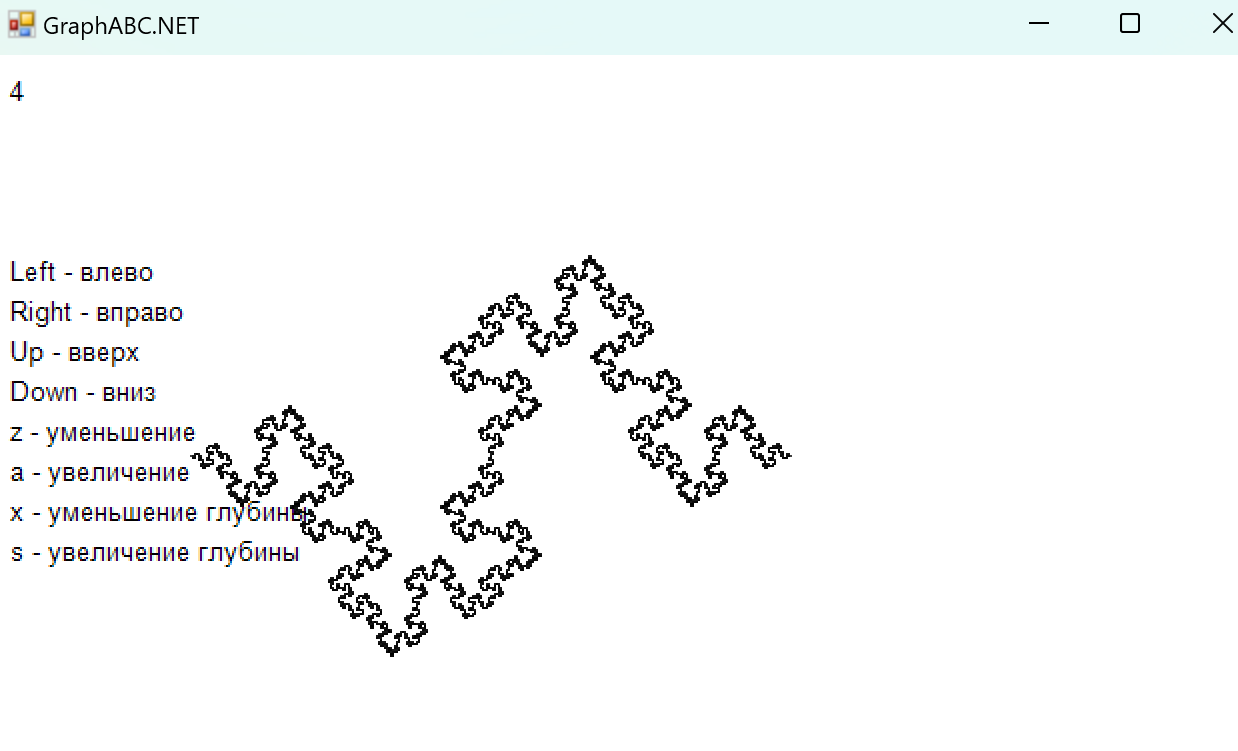 GraphABC.NET
4
Left - влево
Right - вправо
Up - вверх
Down - вниз
z - уменьшение
a - увеличение
x - уменьшение глубины
s - увеличение глубины